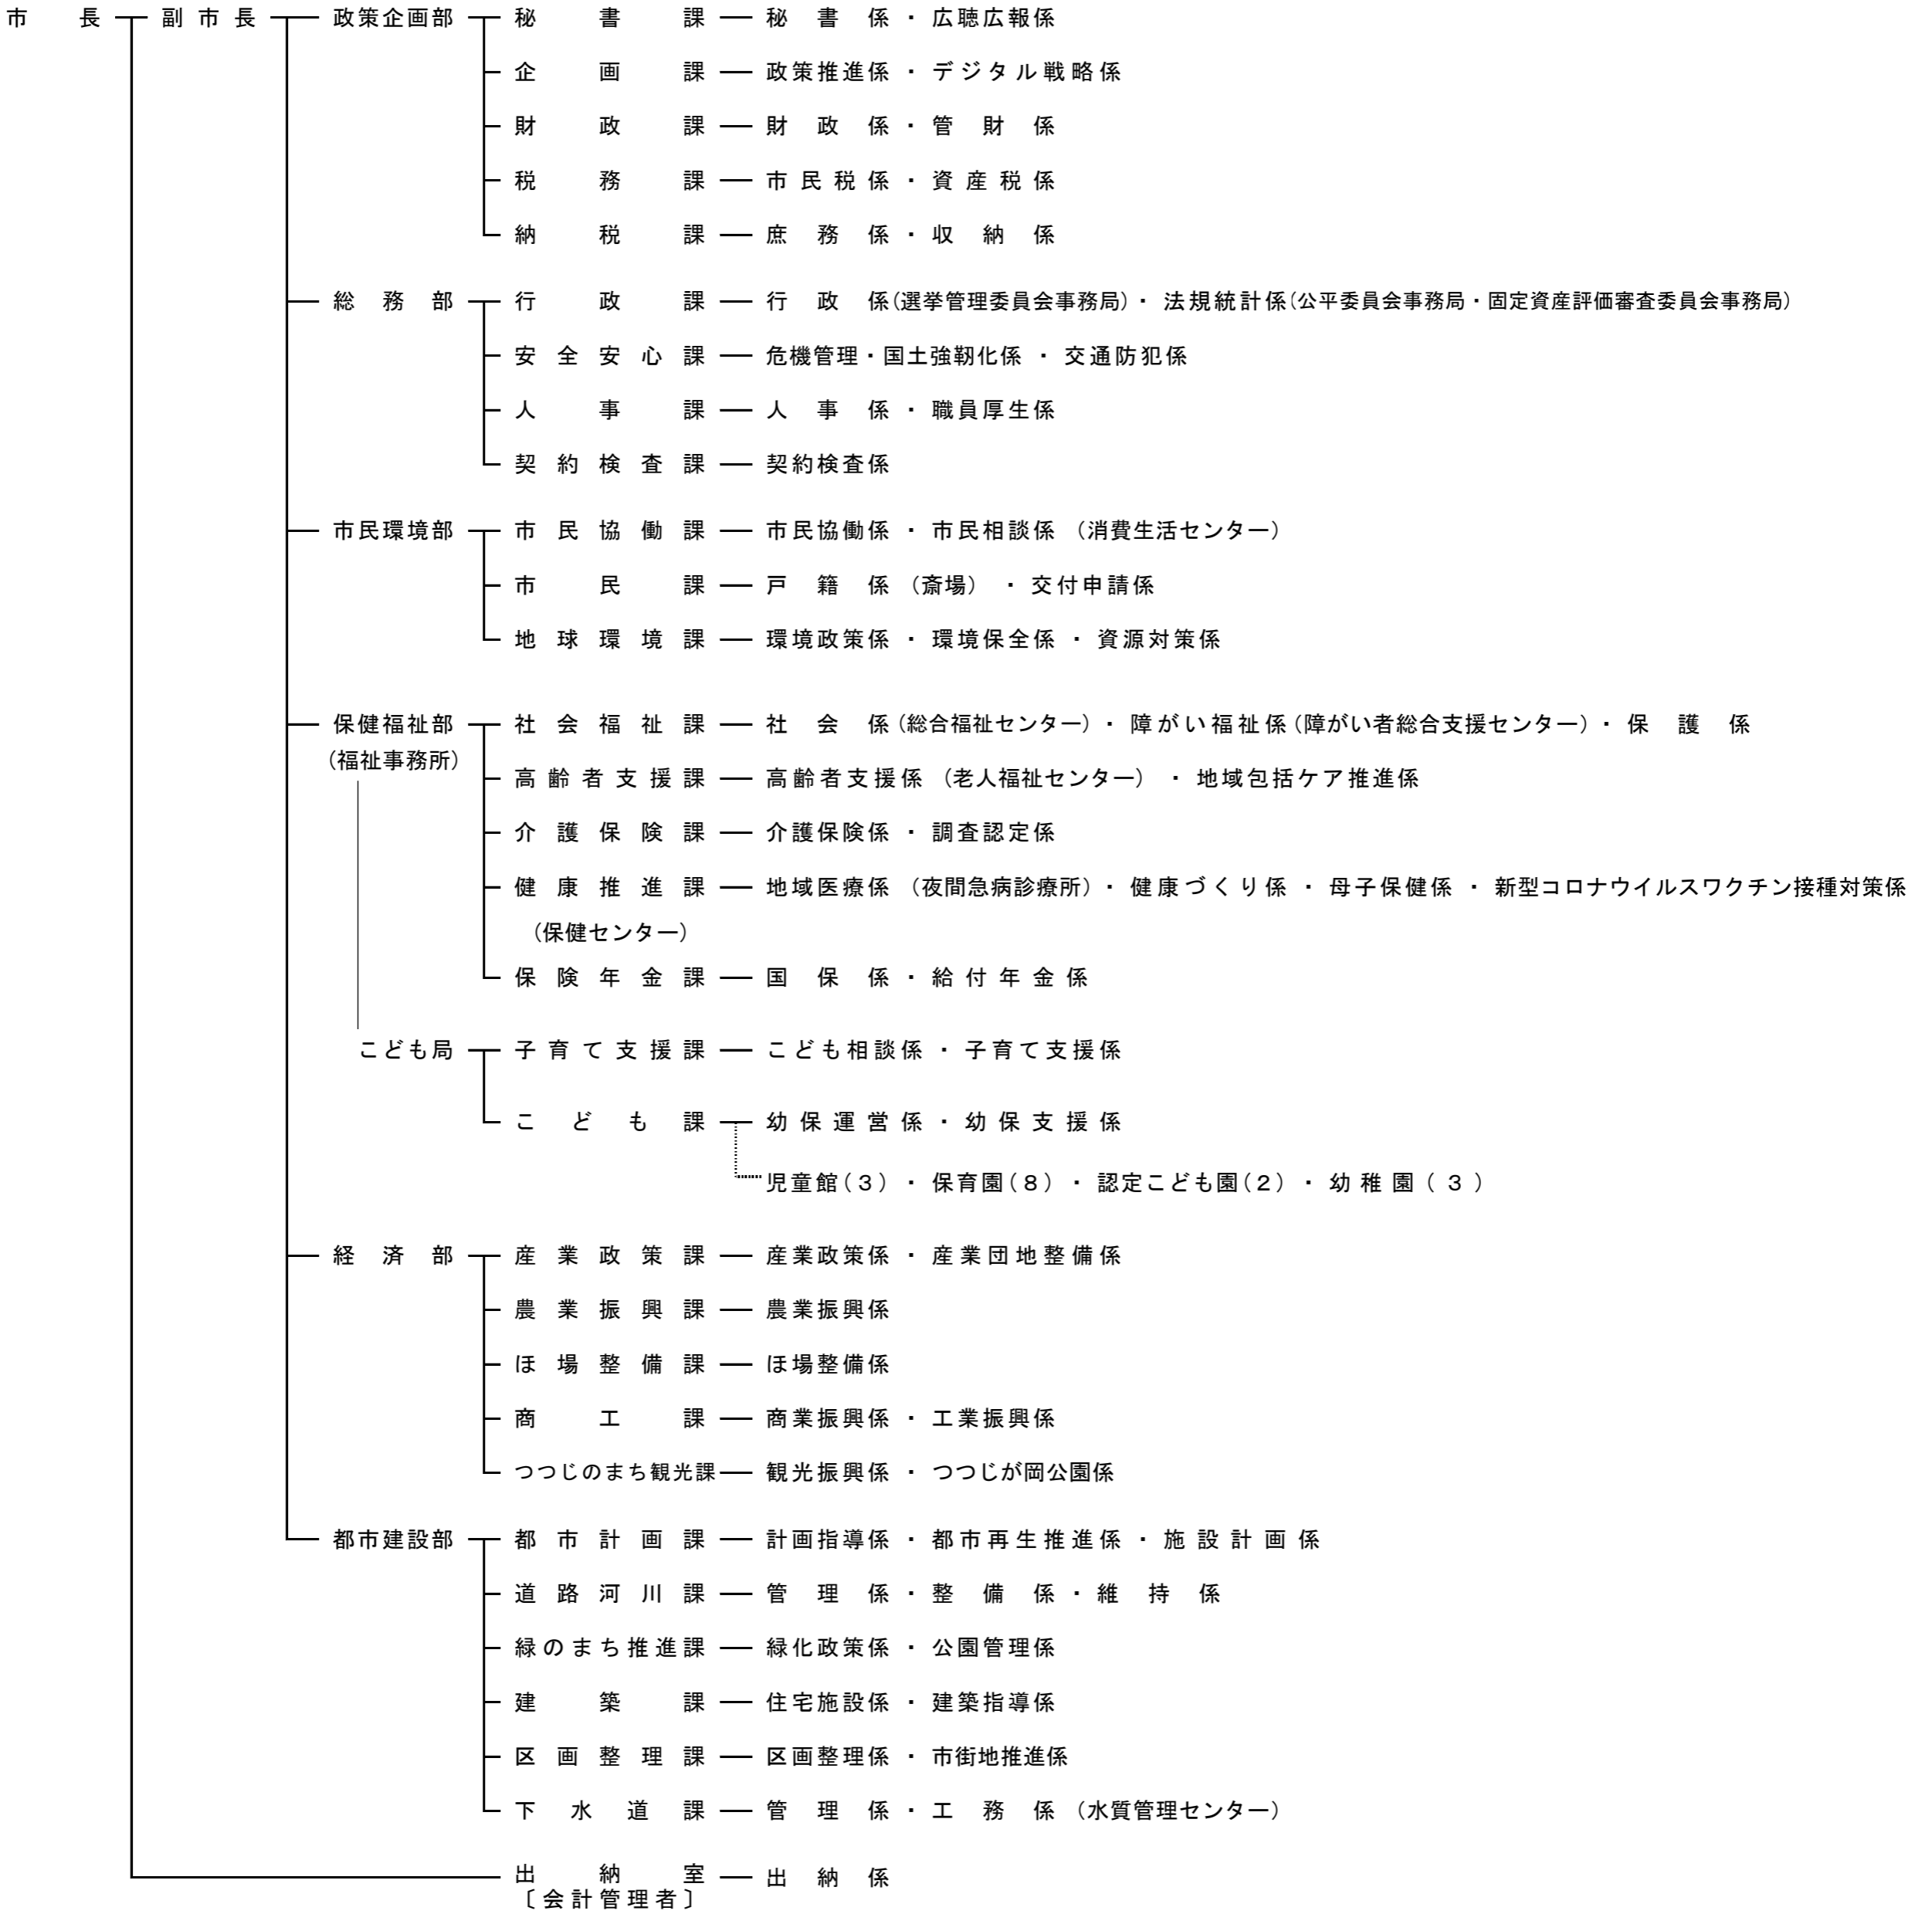 市長 副市長 政策企画部 秘書課 秘書係・広聴広報係
企画課 政策推進係・デジタル戦略係
財政課 財政係・管財係
税務課 市民税係・資産税係
納税課 庶務係・収納係
総務部 行政課 行政係(選挙管理委員会事務局)・法規統計係(公平委員会事務局・固定資産評価審査委員会事務局)
安全安心課 危機管理・国土強靭化係・交通防犯係
人事課 人事係・職員厚生係
契約検査課 契約検査係
市民環境部 市民協働課 市民協働係・市民相談係(消費生活センター)
市民課 戸籍係(斎場)・交付申請係
地球環境課 環境政策係・環境保全係・資源対策係
保健福祉部 社会福祉課 社会係(総合福祉センター)・障がい福祉係(障がい者総合支援センター)・保護係
(福祉事務所)
高齢者支援課 高齢者支援係(老人福祉センター)・地域包括ケア推進係
介護保険課 介護保険係・調査認定係
健康推進課 地域医療係(夜間急病診療所)・健康づくり係・母子保健係・新型コロナウイルスワクチン接種対策係
(保健センター)
保険年金課 国保係・給付年金係
こども局 子育て支援課 こども相談係・子育て支援係
こども課 幼保運営係・幼保支援係
児童館(3)・保育園(8)・認定こども園(2)・幼稚園(3)
経済部 産業政策課 産業政策係・産業団地整備係
農業振興課 農業振興係
ほ場整備課 ほ場整備係
商工課 商業振興係・工業振興係
つつじのまち観光課 観光振興係・つつじが岡公園係
都市建設部 都市計画課 計画指導係・都市再生推進係・施設計画係
道路河川課 管理係・整備係・維持係
緑のまち推進課 緑化政策係・公園管理係
建築課 住宅施設係・建築指導係
区画整理課 区画整理係・市街地推進係
下水道課 管理係・工務係(水質管理センター)
出納室 出納係
〔会計管理者〕